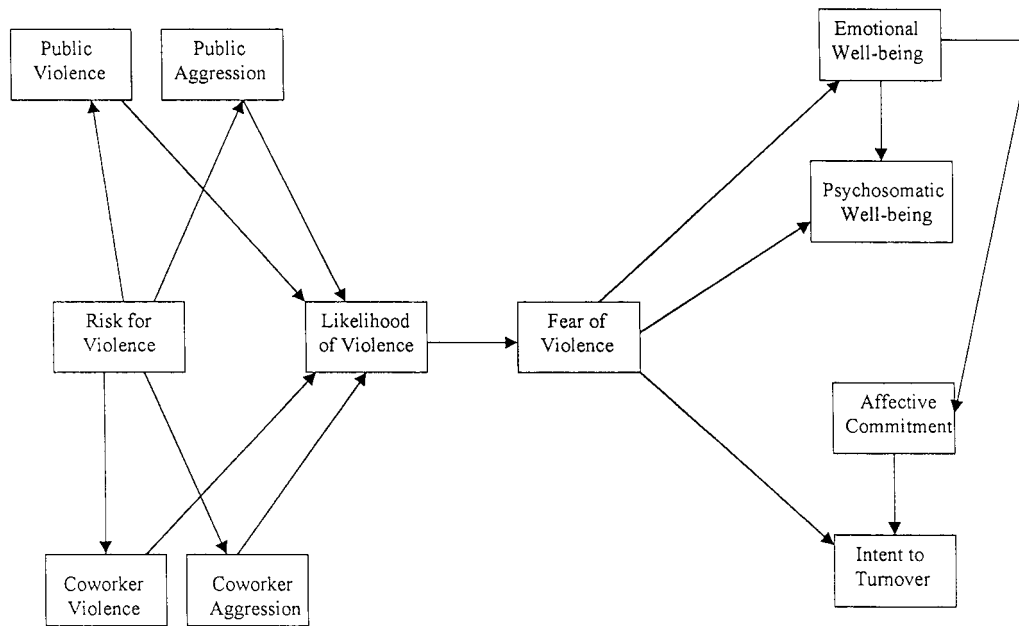 Public
Violence
Public
Aggression
Emotional
Well-being
Psychosomatic
Well-being
Risk for
Violence
Likelihood
of Violence
Fear of
Violence
Affective
Commitment
Coworker
Violence
Coworker
Aggression
Intent to
Turnover